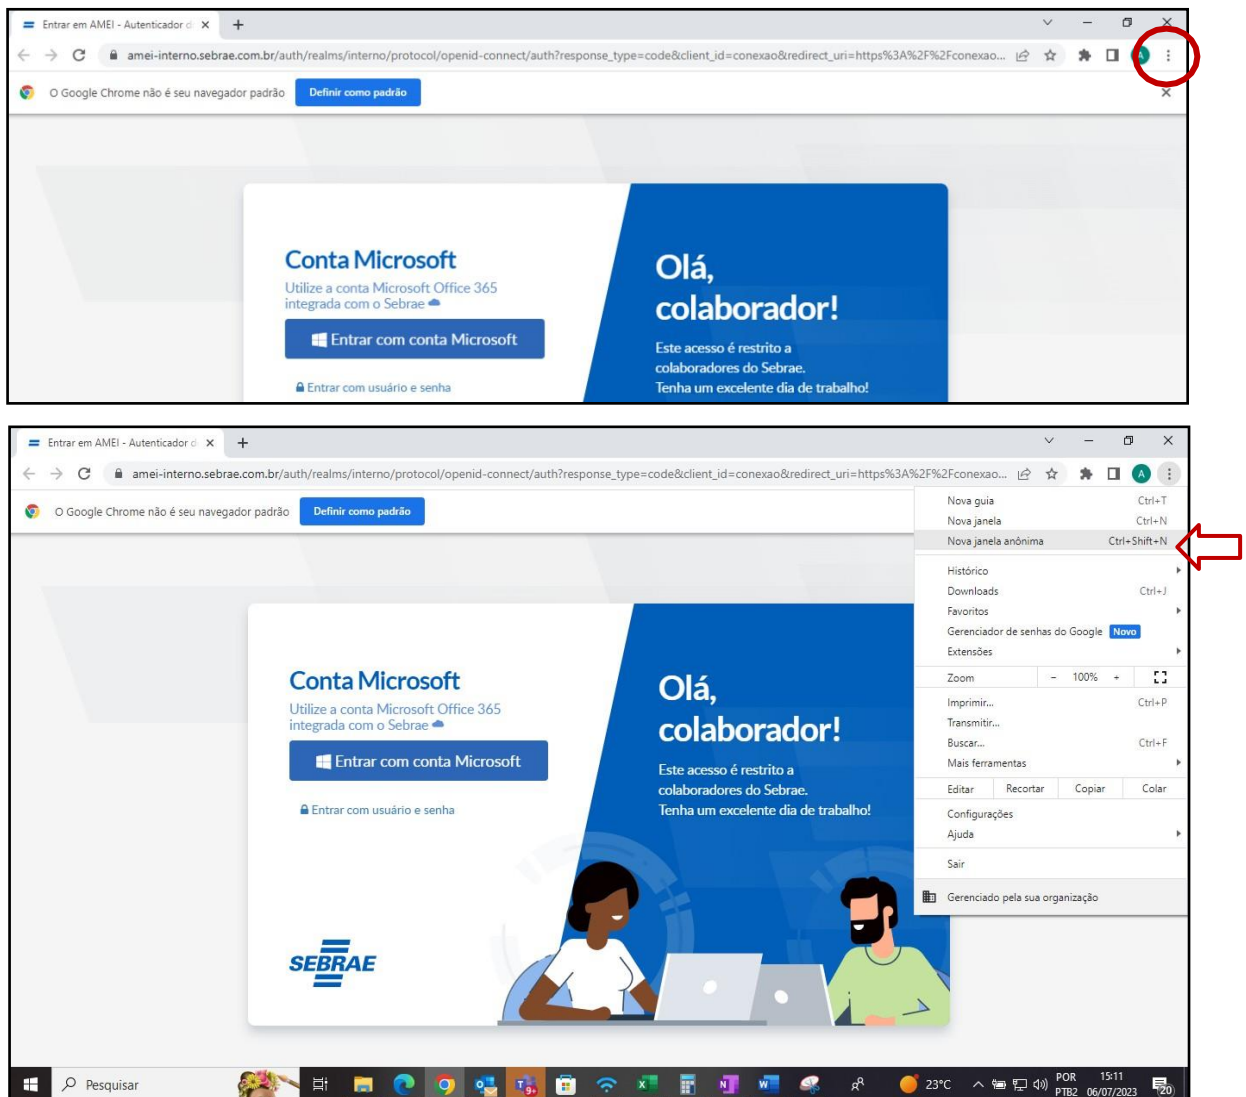 Entrar em AMEI - Autenticador d
amei-interno.sebrae.com.br/auth/realms/interno/protocol/openid-connect/auth?response_type=code&client_id=conexao&redirect_uri=https%3A%2F%2Fconexao...
A
O Google Chrome não é seu navegador padrão Definir como padrão
Conta Microsoft
Utilize a conta Microsoft Office 365
integrada com o Sebrae
Entrar com conta Microsoft
Entrar com usuário e senha
Olá,
colaborador!
Este acesso é restrito a
colaboradores do Sebrae.
Tenha um excelente dia de trabalho!
Entrar em AMEI - Autenticador d
amei-interno.sebrae.com.br/auth/realms/interno/protocol/openid-connect/auth?response_type=code&client_id=conexao&redirect_uri=https%3A%2F%2Fconexao...
A
O Google Chrome não é seu navegador padrão Definir como padrão
Nova guia Ctrl+T
Nova janela Ctrl+N
Nova janela anônima Ctrl+Shift+N
Histórico
Downloads Ctrl+J
Favoritos
Gerenciador de senhas do Google Novo
Extensões
Zoom - 100% +
Imprimir... Ctrl+P
Transmitir...
Buscar... Ctrl+F
Mais ferramentas
Editar Recortar Copiar Colar
Configurações
Ajuda
Sair
Gerenciado pela sua organização
Conta Microsoft
Utilize a conta Microsoft Office 365
integrada com o Sebrae
Entrar com conta Microsoft
Entrar com usuário e senha
SEBRAE
Olá,
colaborador!
Este acesso é restrito a
colaboradores do Sebrae.
Tenha um excelente dia de trabalho!
Pesquisar
9+
23°C
POR 15:11
PTB2 06/07/2023
20